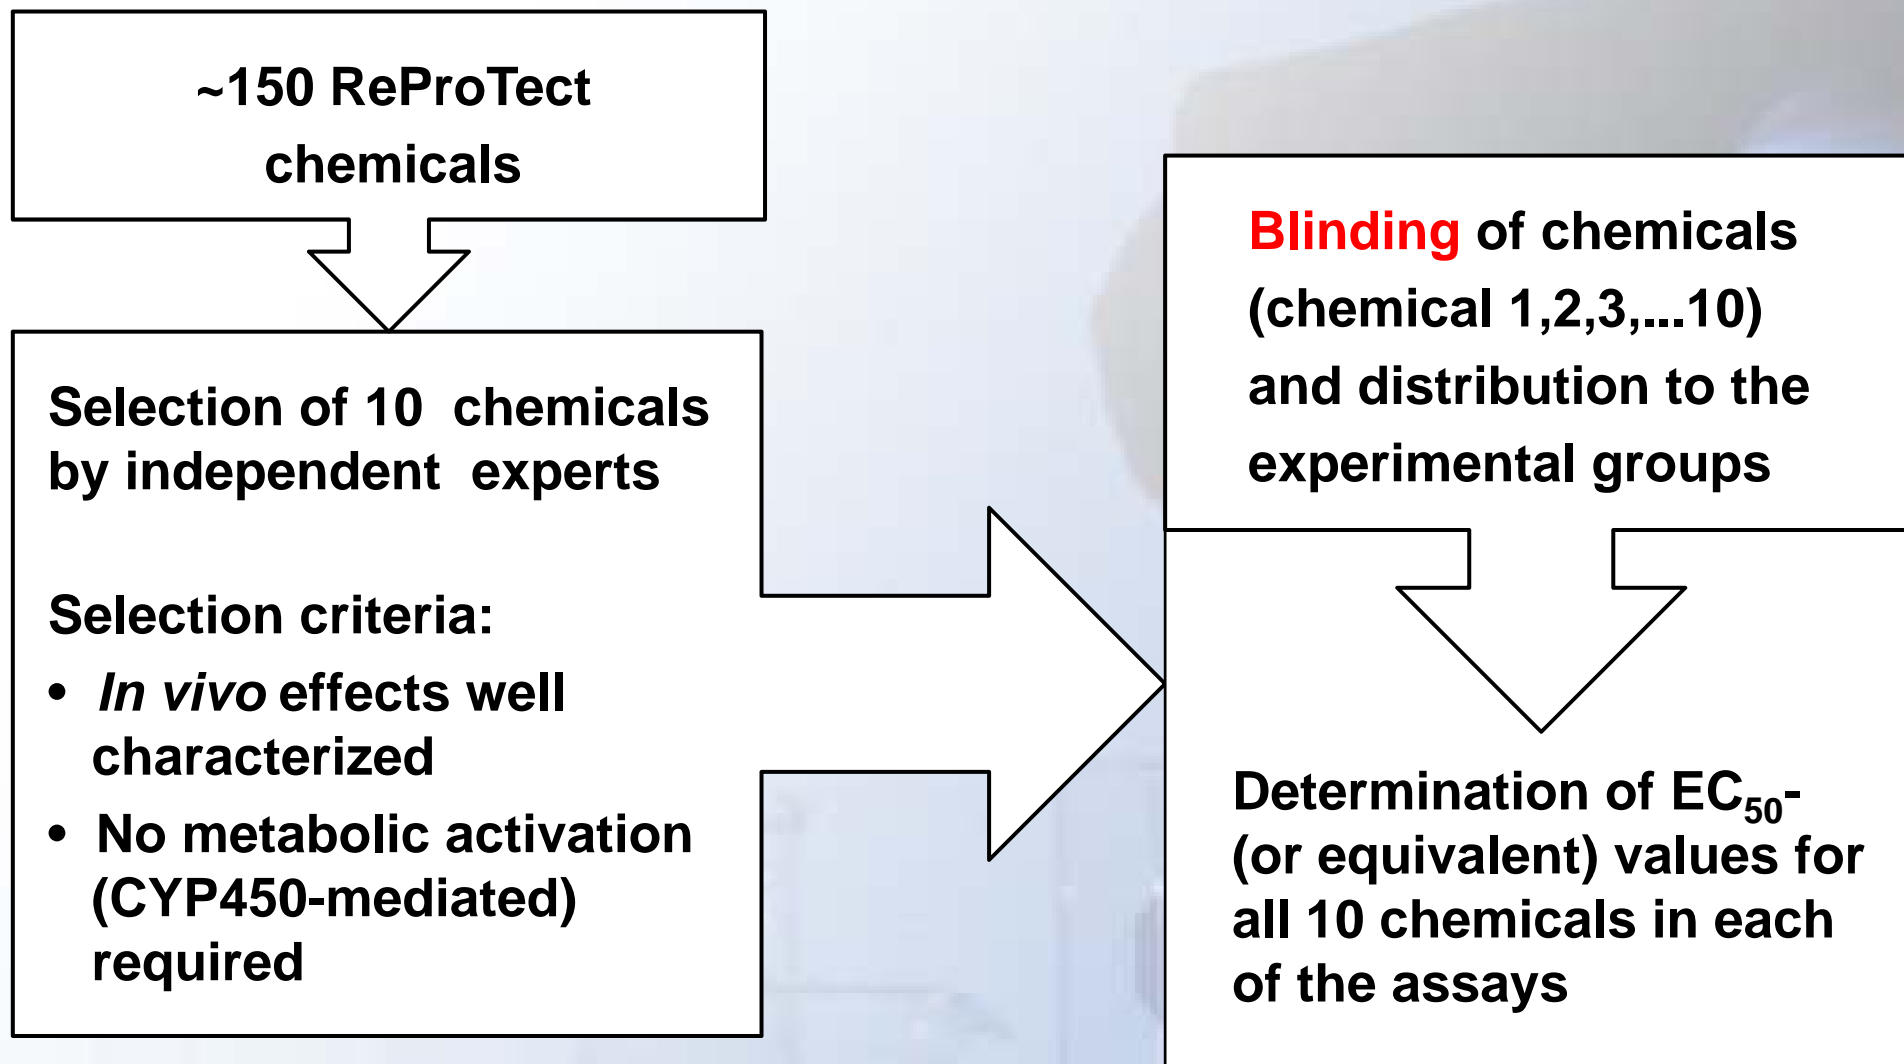 ~150 ReProTect
chemicals
Selection of 10 chemicals
by independent experts
Selection criteria:
• In vivo effects well
characterized
• No metabolic activation
(CYP450-mediated)
required
Blinding of chemicals
(chemical 1,2,3,...10)
and distribution to the
experimental groups
Determination of EC₅₀-
(or equivalent) values for
all 10 chemicals in each
of the assays